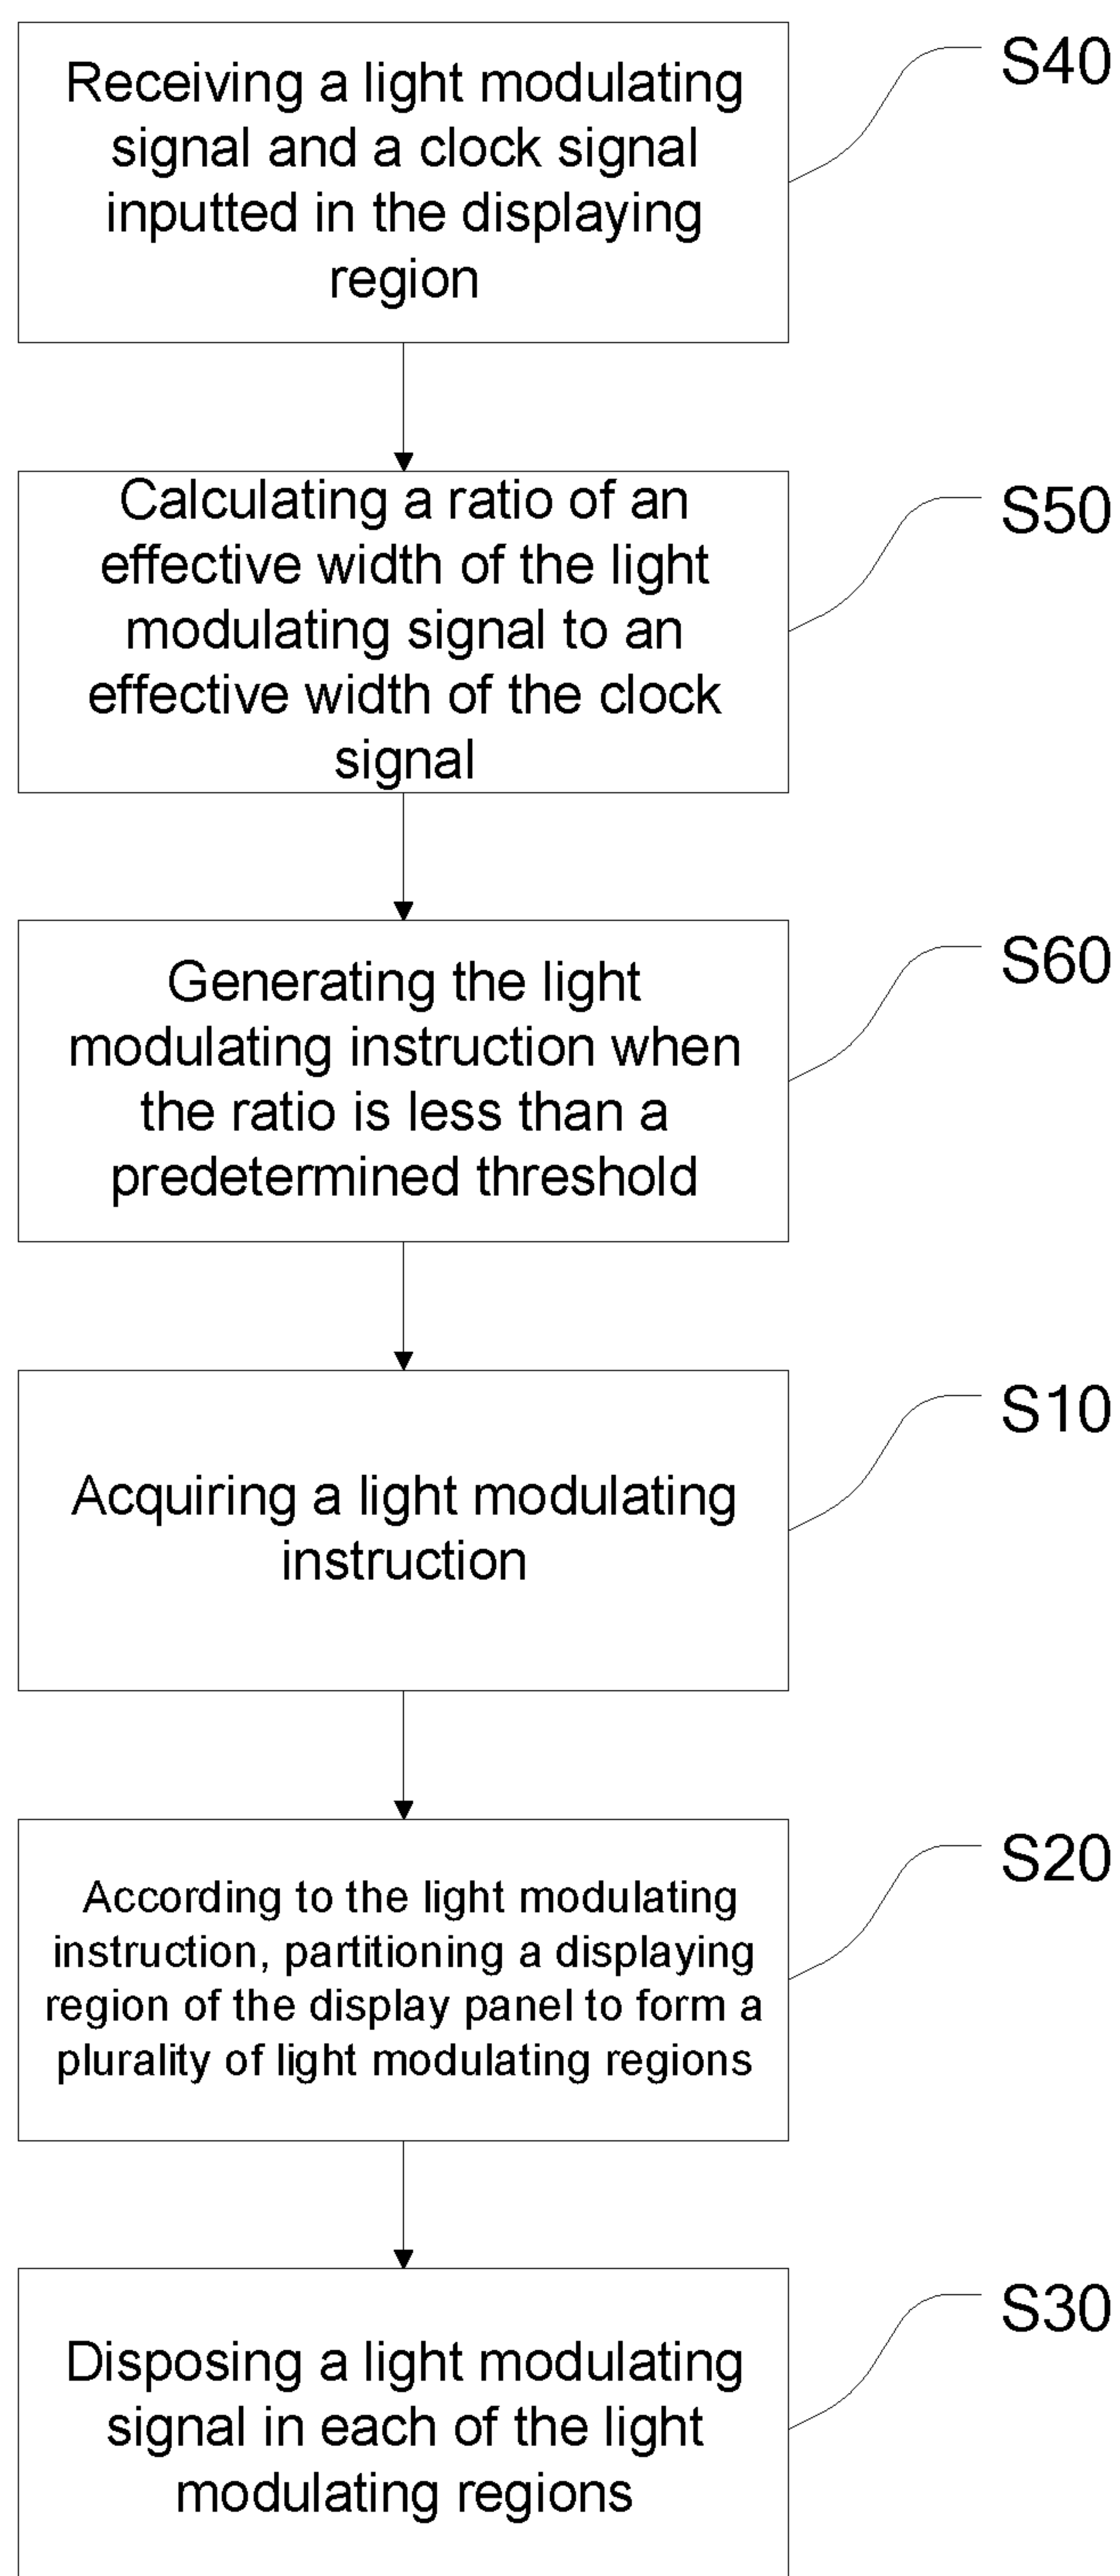 Receiving a light modulating
signal and a clock signal
inputted in the displaying
region
S40
Calculating a ratio of an
effective width of the light
modulating signal to an
effective width of the clock
signal
S50
Generating the light
modulating instruction when
the ratio is less than a
predetermined threshold
S60
Acquiring a light modulating
instruction
S10
According to the light modulating
instruction, partitioning a displaying
region of the display panel to form a
plurality of light modulating regions
S20
Disposing a light modulating
signal in each of the light
modulating regions
S30